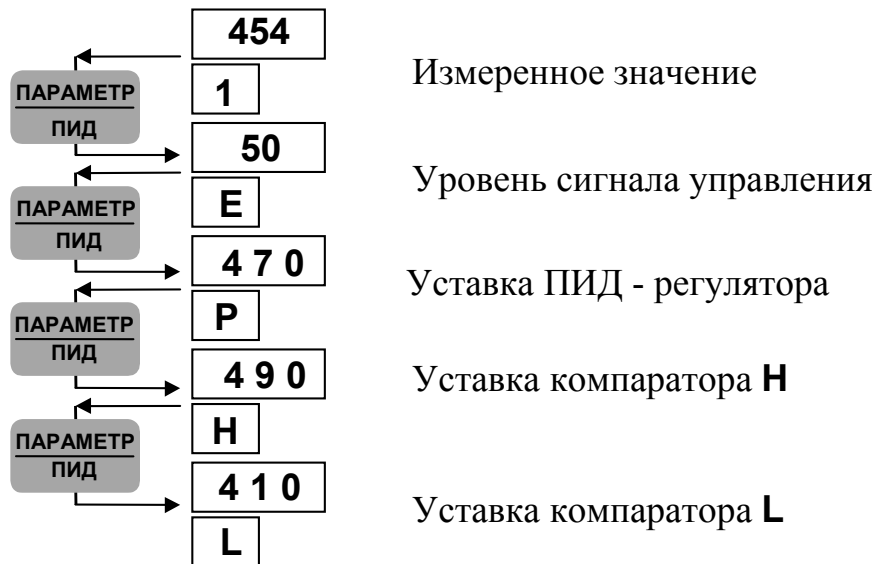 454
Измеренное значение
1
ПАРАМЕТР
ПИД
50
Уровень сигнала управления
E
ПАРАМЕТР
ПИД
4 7 0
Уставка ПИД - регулятора
P
ПАРАМЕТР
ПИД
4 9 0
Уставка компаратора H
H
ПАРАМЕТР
ПИД
4 1 0
Уставка компаратора L
L